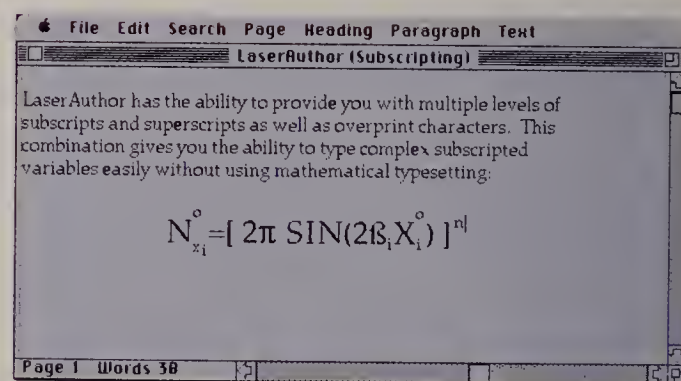 File Edit Search Page Heading Paragraph Text
LaserAuthor (Subscripting)
LaserAuthor has the ability to provide you with multiple levels of
subscripts and superscripts as well as overprint characters. This
combination gives you the ability to type complex subscripted
variables easily without using mathematical typesetting:
N°ₓᵢ=[ 2π SIN(2ßᵢX°ᵢ) ]ⁿ
Page 1 Words 38